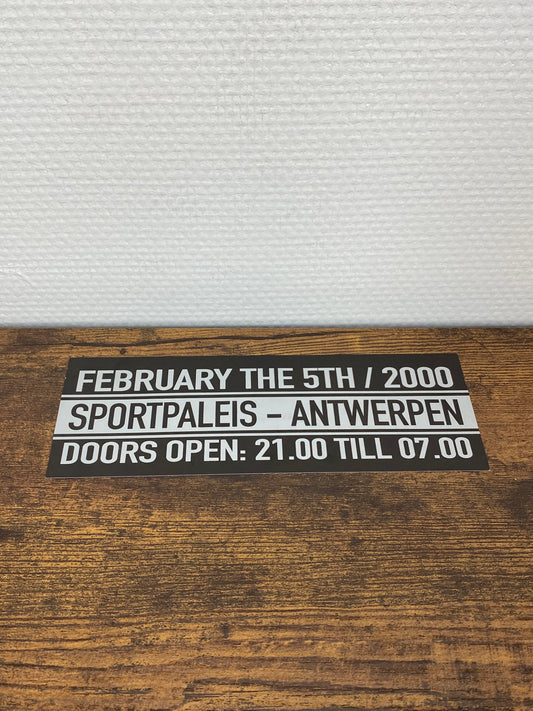 FEBRUARY THE 5TH / 2000
SPORTPALEIS - ANTWERPEN
DOORS OPEN: 21.00 TILL 07.00